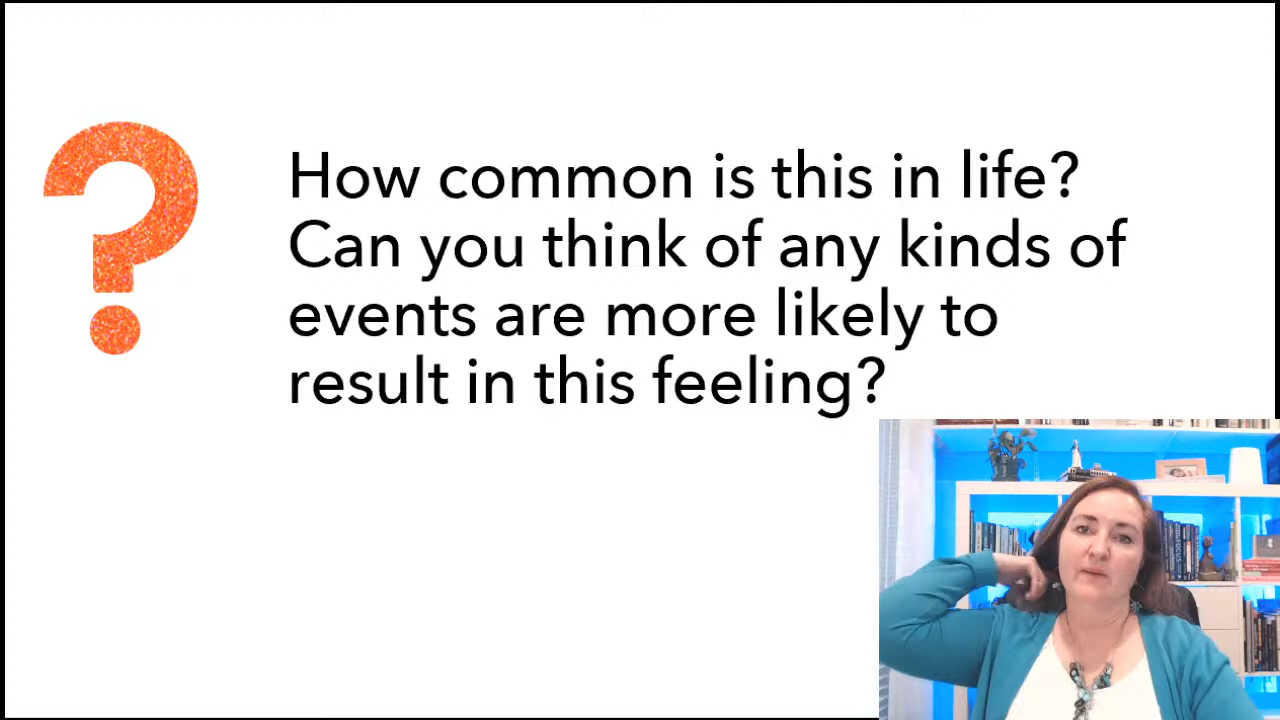 ?
How common is this in life?
Can you think of any kinds of
events are more likely to
result in this feeling?
FOCUS